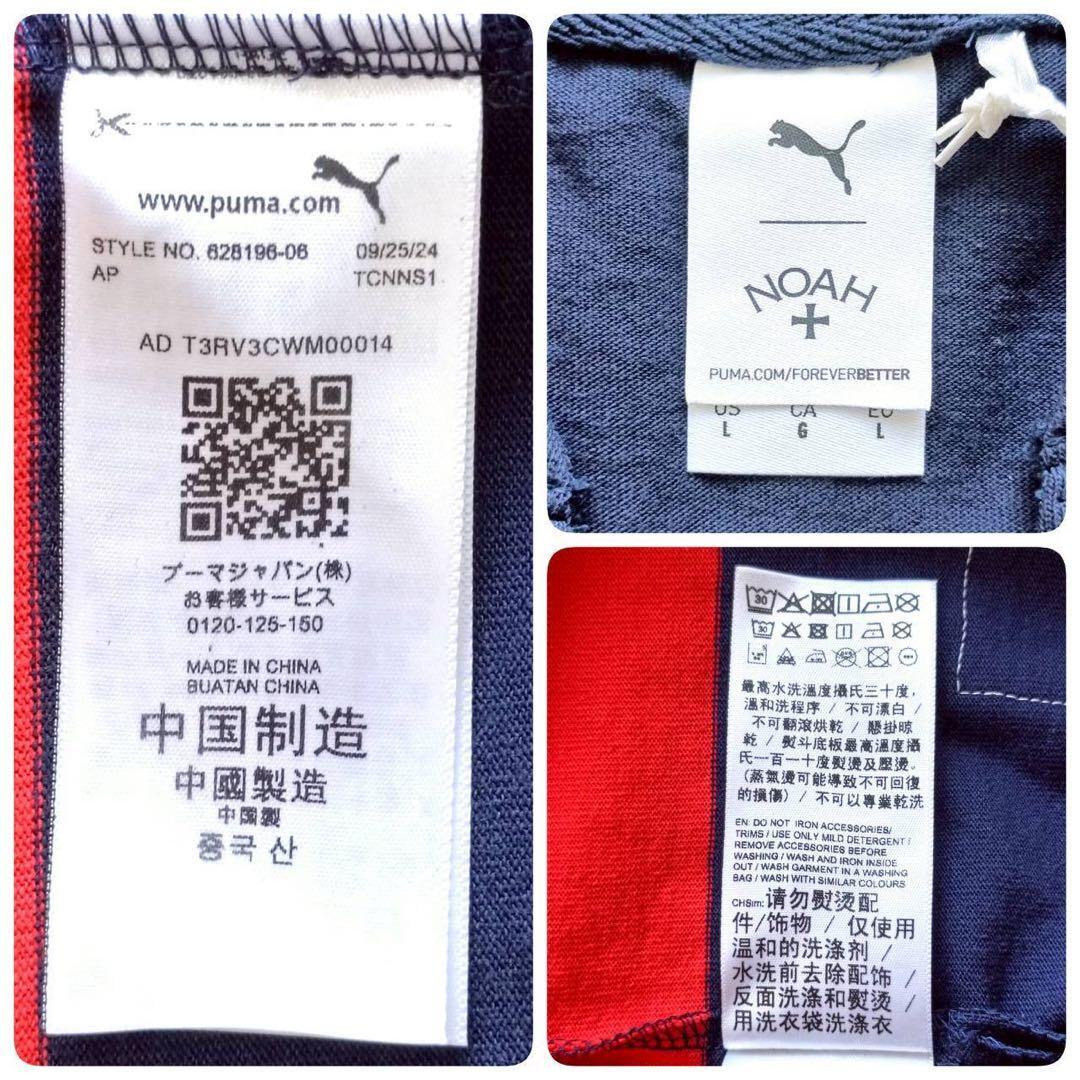 www.puma.com
STYLE NO. 628196-06 09/25/24
AP TCNNS1
AD T3RV3CWM00014
プーマジャパン(株)
お客様サービス
0120-125-150
MADE IN CHINA
BUATAN CHINA
中国制造
中國製造
中国製
중국 산
NOAH
PUMA.COM/FOREVERBETTER
US CA EU
L G L
30
30
最高水洗溫度攝氏三十度,
溫和洗程序 / 不可漂白 /
不可翻滾烘乾 / 懸掛晾
乾 / 熨斗底板最高溫度攝
氏一百一十度熨燙及壓燙。
(蒸氣燙可能導致不可回復
的損傷) / 不可以專業乾洗
EN: DO NOT IRON ACCESSORIES/
TRIMS / USE ONLY MILD DETERGENT /
REMOVE ACCESSORIES BEFORE
WASHING / WASH AND IRON INSIDE
OUT / WASH GARMENT IN A WASHING
BAG / WASH WITH SIMILAR COLOURS
CHSim: 请勿熨烫配
件/饰物 / 仅使用
温和的洗涤剂 /
水洗前去除配饰 /
反面洗涤和熨烫 /
用洗衣袋洗涤衣